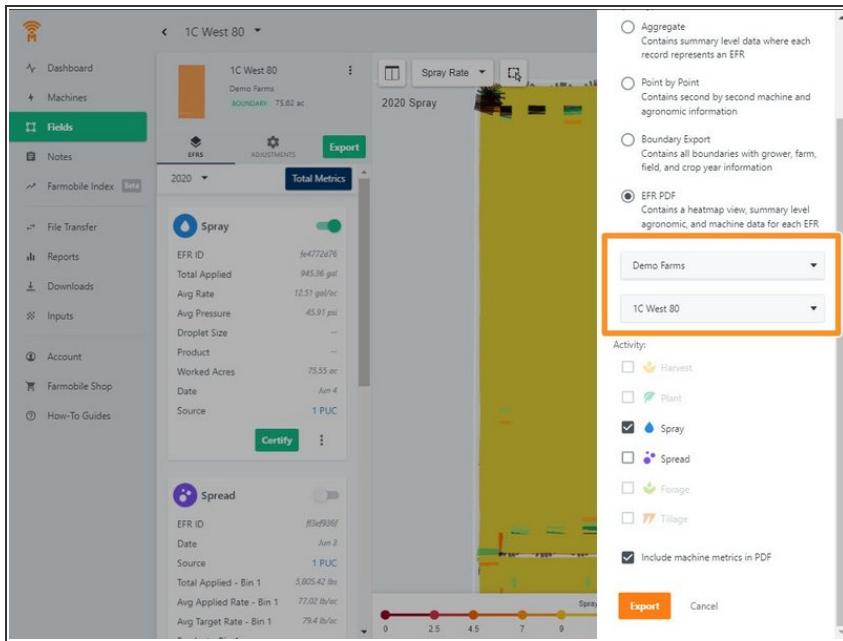 1C West 80
Dashboard
Machines
Fields
Notes
Farmobile Index Beta
File Transfer
Reports
Downloads
Inputs
Account
Farmobile Shop
How-To Guides
1C West 80
Demo Farms
BOUNDARY: 75.62 ac
EFRS
ADJUSTMENTS
Export
2020
Total Metrics
Spray
EFR ID fe4772d76
Total Applied 945.36 gal
Avg Rate 12.51 gal/ac
Avg Pressure 45.91 psi
Droplet Size --
Product --
Worked Acres 75.55 ac
Date Jun 4
Source 1 PUC
Certify
Spread
EFR ID
Date Jun 3
Source 1 PUC
Total Applied - Bin 1 5,805.42 lbs
Avg Applied Rate - Bin 1 77.02 lb/ac
Avg Target Rate - Bin 1 79.4 lb/ac
Spray Rate
2020 Spray
Spray
0 2.5 4.5 7 9
Aggregate
Contains summary level data where each
record represents an EFR
Point by Point
Contains second by second machine and
agronomic information
Boundary Export
Contains all boundaries with grower, farm,
field, and crop year information
EFR PDF
Contains a heatmap view, summary level
agronomic, and machine data for each EFR
Demo Farms
1C West 80
Activity:
Harvest
Plant
Spray
Spread
Forage
Tillage
Include machine metrics in PDF
Export Cancel